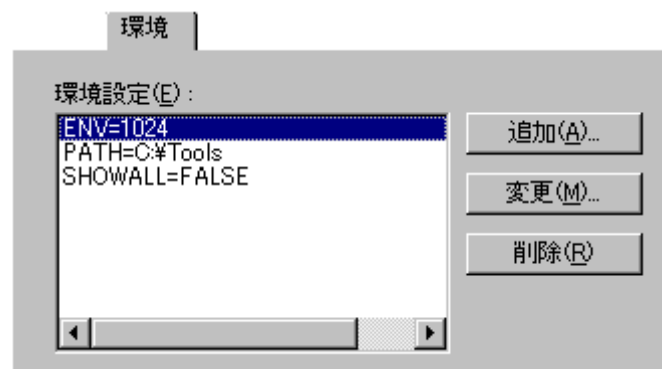 環境
環境設定(E):
ENV=1024
PATH=C:¥Tools
SHOWALL=FALSE
追加(A)...
変更(M)...
削除(R)